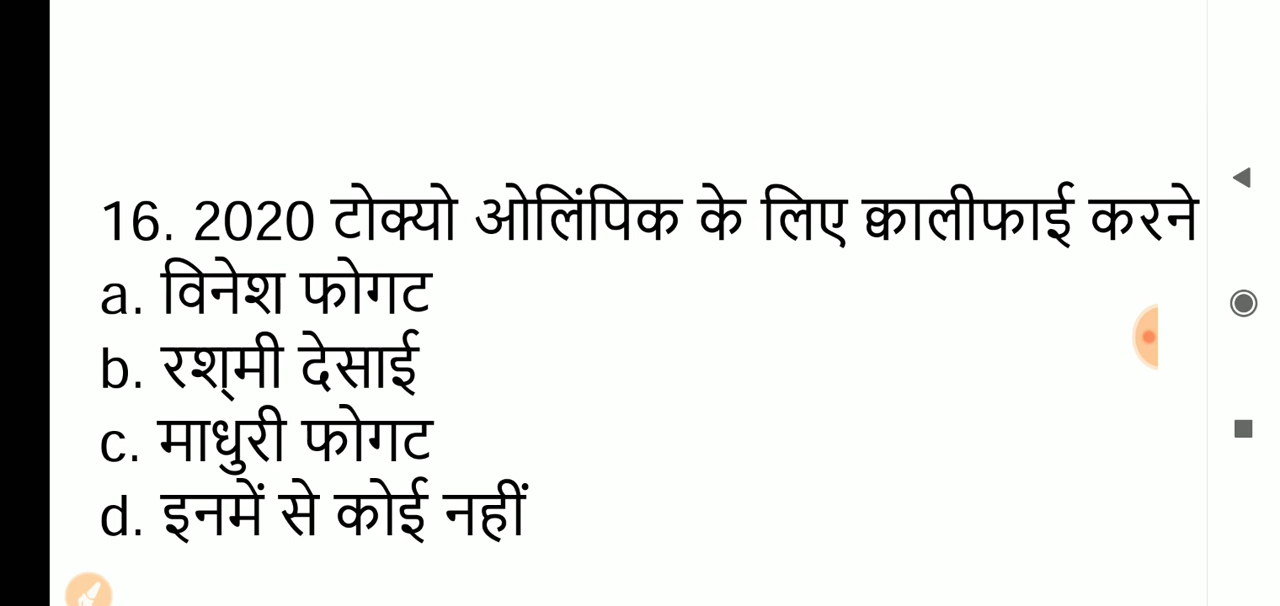 16. 2020 टोक्यो ओलिंपिक के लिए क्वालीफाई करने
a. विनेश फोगट
b. रश्‌मी देसाई
c. माधुरी फोगट
d. इनमें से कोई नहीं